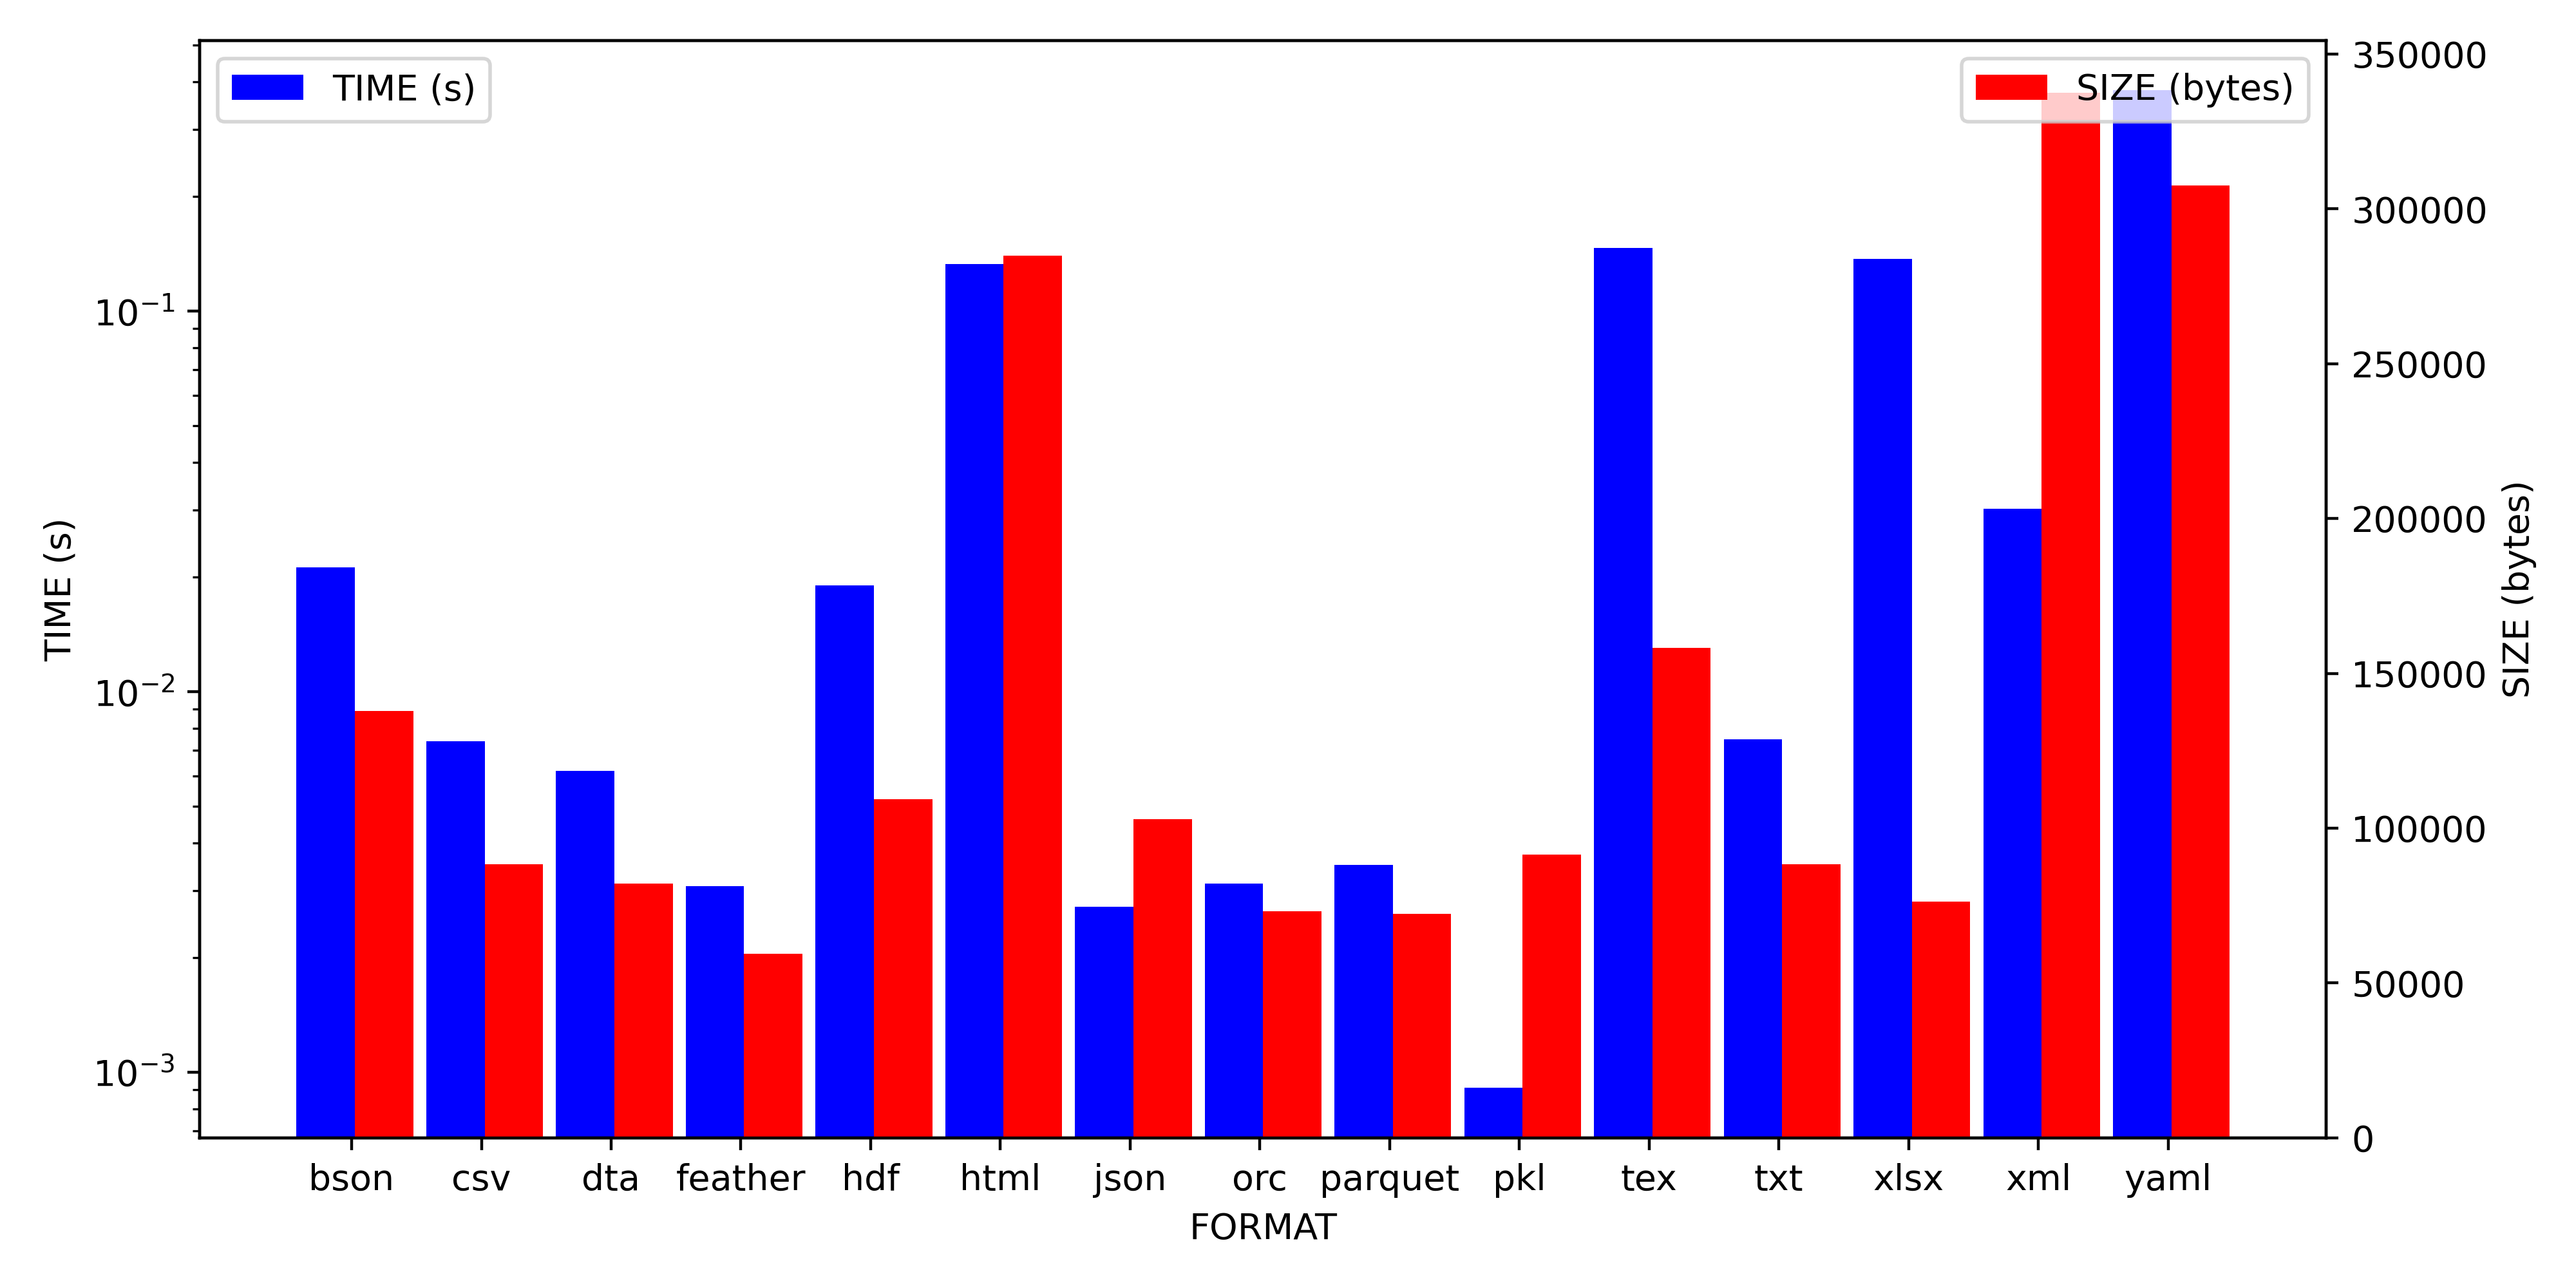 TIME (s)
SIZE (bytes)
10⁻¹
10⁻²
10⁻³
TIME (s)
350000
300000
250000
200000
150000
100000
50000
0
SIZE (bytes)
bson csv dta feather hdf html json orc parquet pkl tex txt xlsx xml yaml
FORMAT